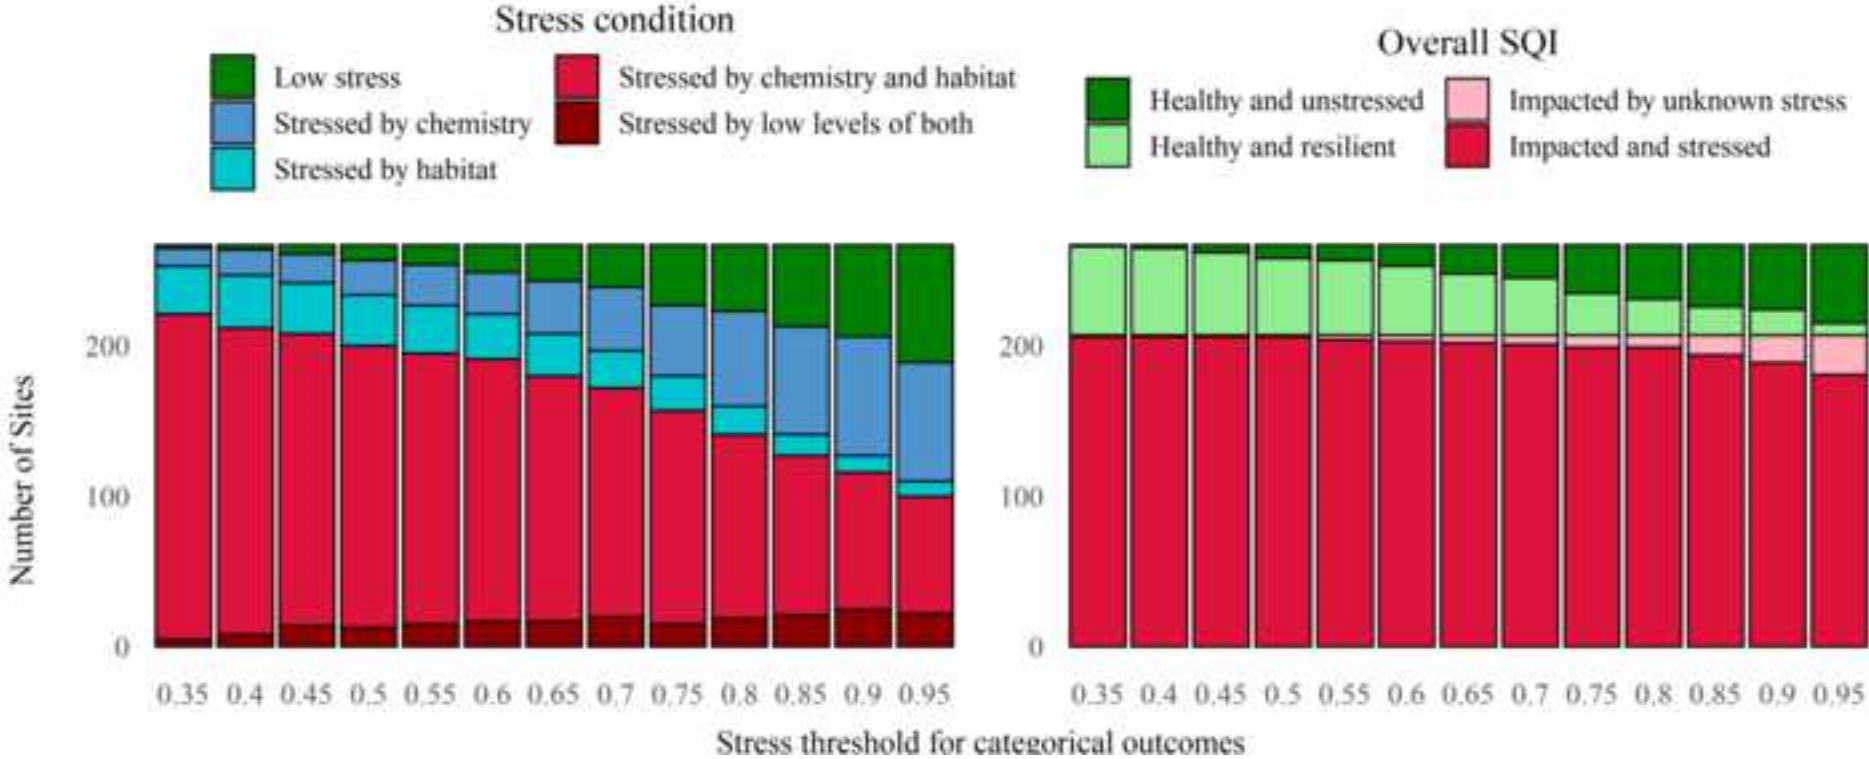 Stress condition
Low stress
Stressed by chemistry
Stressed by habitat
Stressed by chemistry and habitat
Stressed by low levels of both
Overall SQI
Healthy and unstressed
Healthy and resilient
Impacted by unknown stress
Impacted and stressed
Number of Sites
200
100
0
0.35 0.4 0.45 0.5 0.55 0.6 0.65 0.7 0.75 0.8 0.85 0.9 0.95
200
100
0
0.35 0.4 0.45 0.5 0.55 0.6 0.65 0.7 0.75 0.8 0.85 0.9 0.95
Stress threshold for categorical outcomes